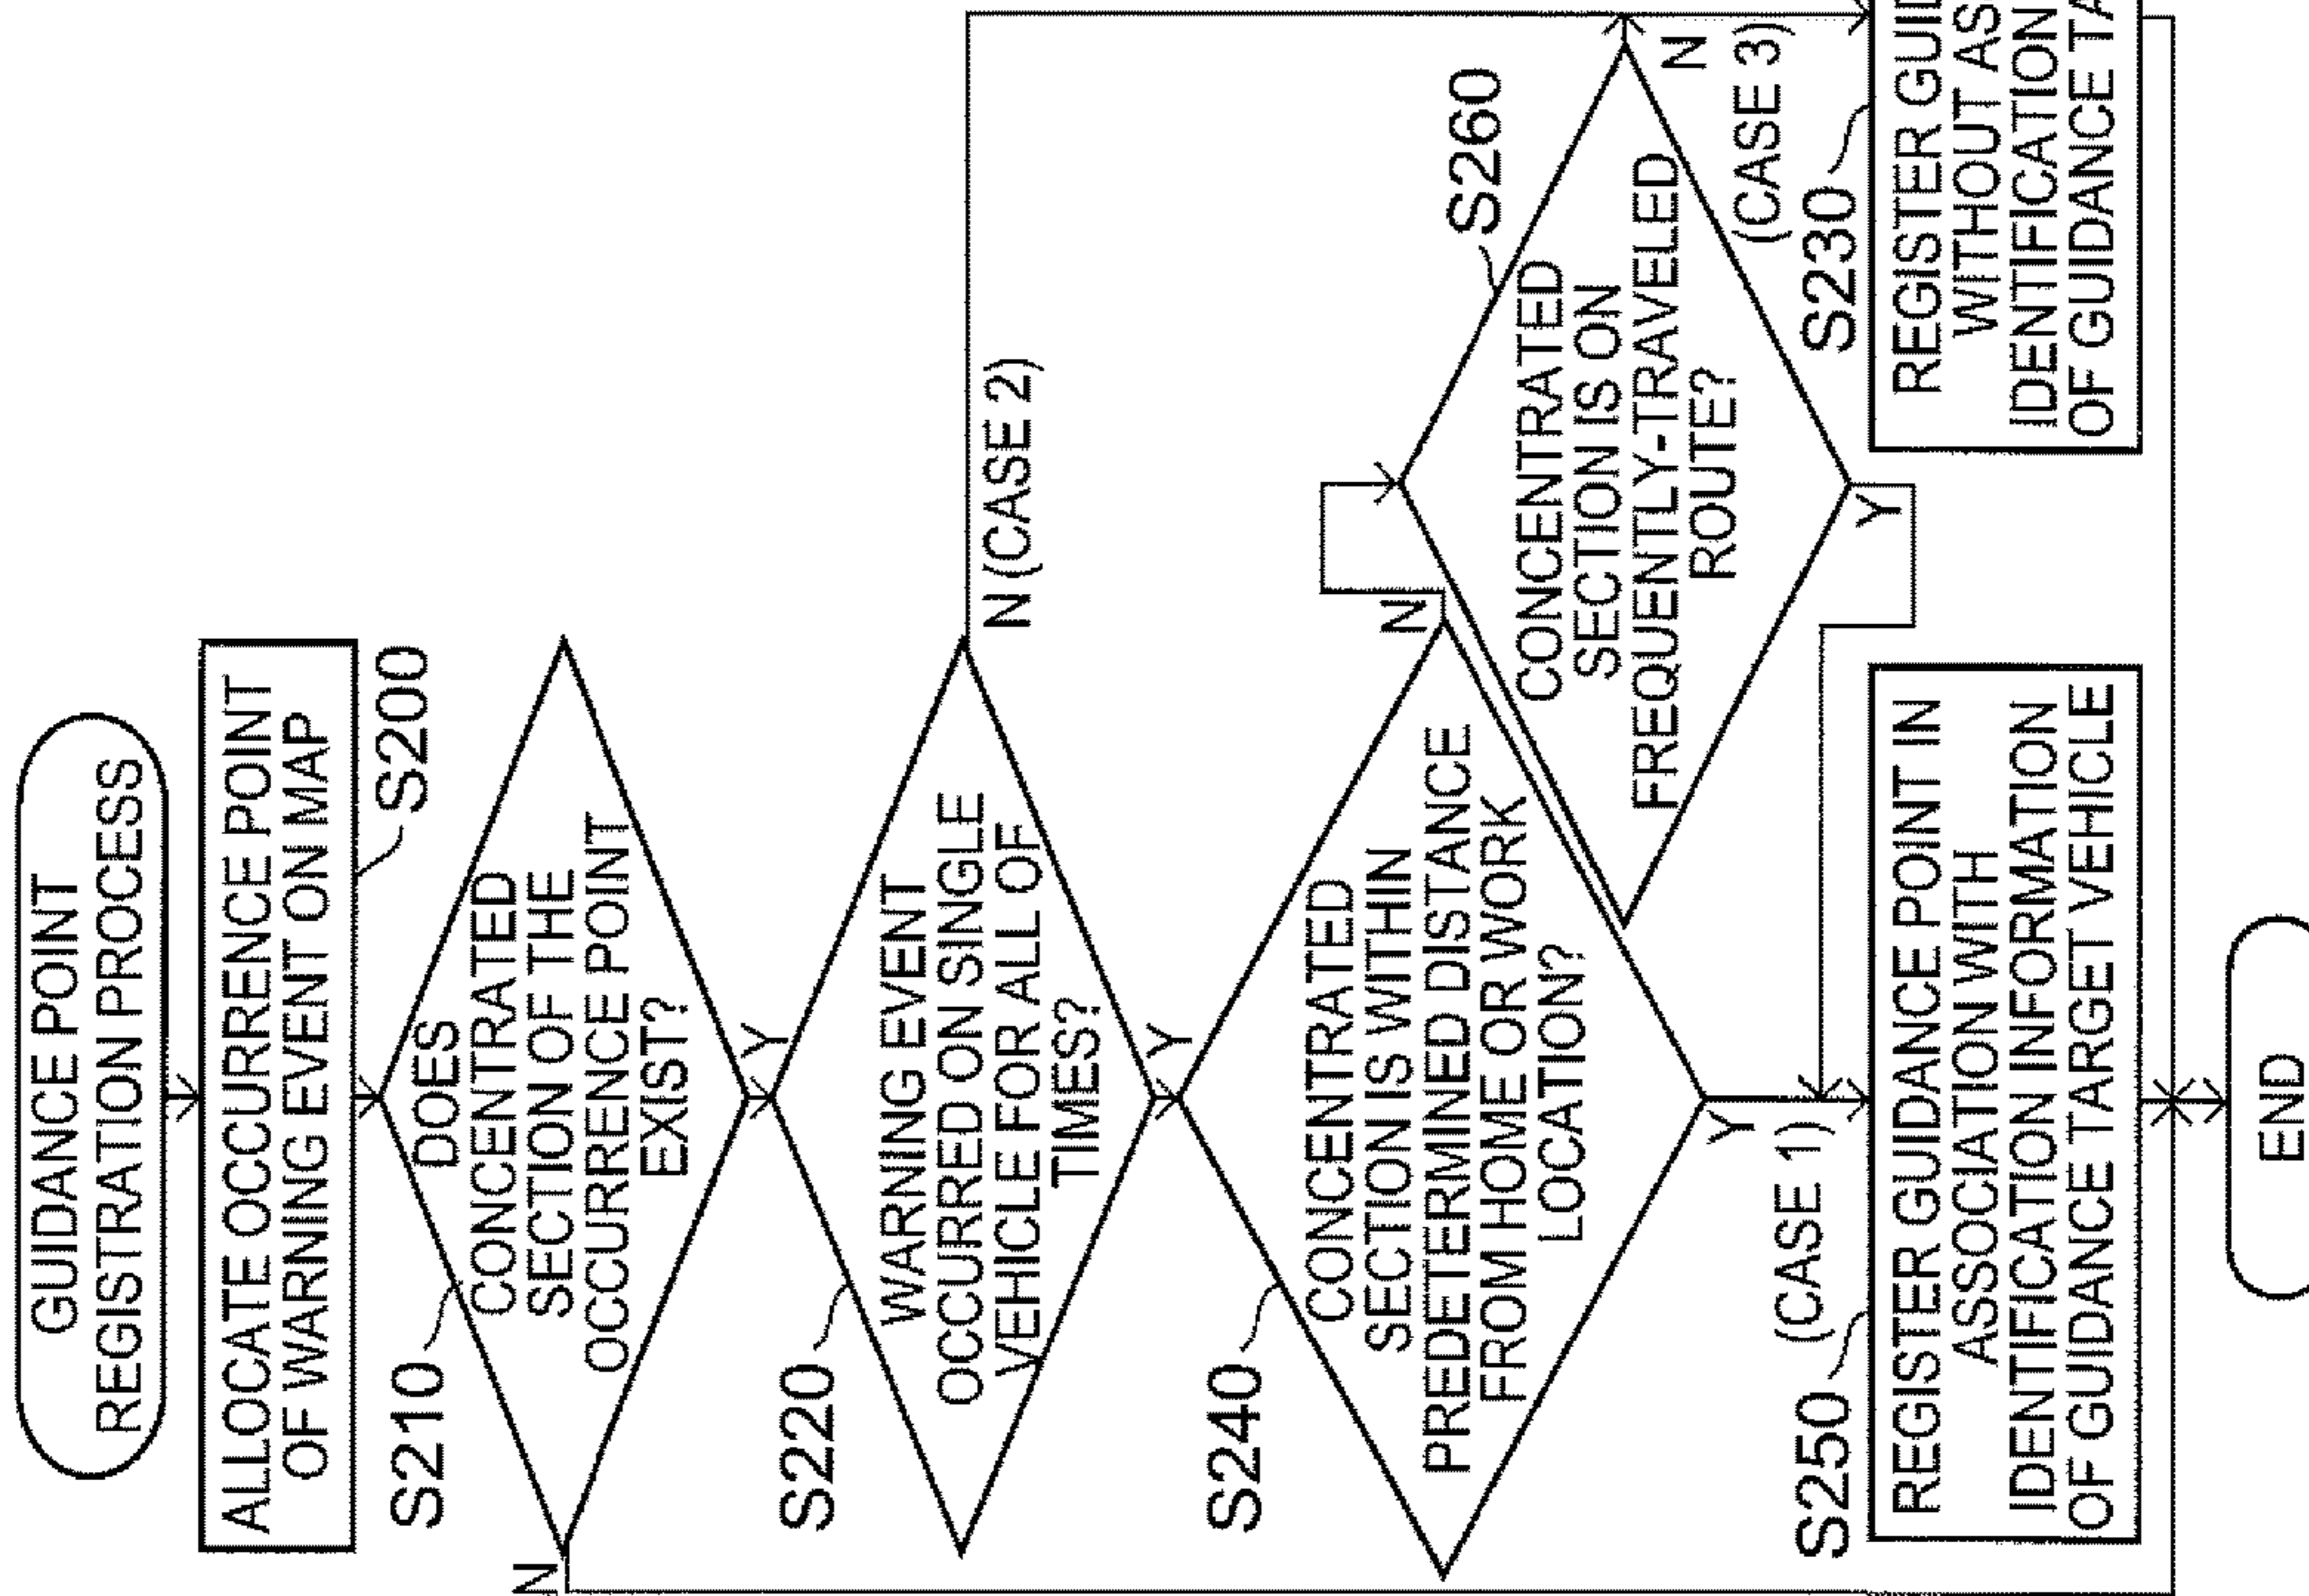 GUIDANCE POINT
REGISTRATION PROCESS
ALLOCATE OCCURRENCE POINT
OF WARNING EVENT ON MAP
S200
S210
DOES
CONCENTRATED
SECTION OF THE
OCCURRENCE POINT
EXIST?
N
Y
S220
WARNING EVENT
OCCURRED ON SINGLE
VEHICLE FOR ALL OF
TIMES?
N (CASE 2)
Y
S240
CONCENTRATED
SECTION IS WITHIN
PREDETERMINED DISTANCE
FROM HOME OR WORK
LOCATION?
N
Y
S260
CONCENTRATED
SECTION IS ON
FREQUENTLY-TRAVELED
ROUTE?
N
(CASE 3)
Y
(CASE 1)
S250
REGISTER GUIDANCE POINT IN
ASSOCIATION WITH
IDENTIFICATION INFORMATION
OF GUIDANCE TARGET VEHICLE
S230
REGISTER
WITHOUT
IDENTIFICATION
OF GUIDANCE
END